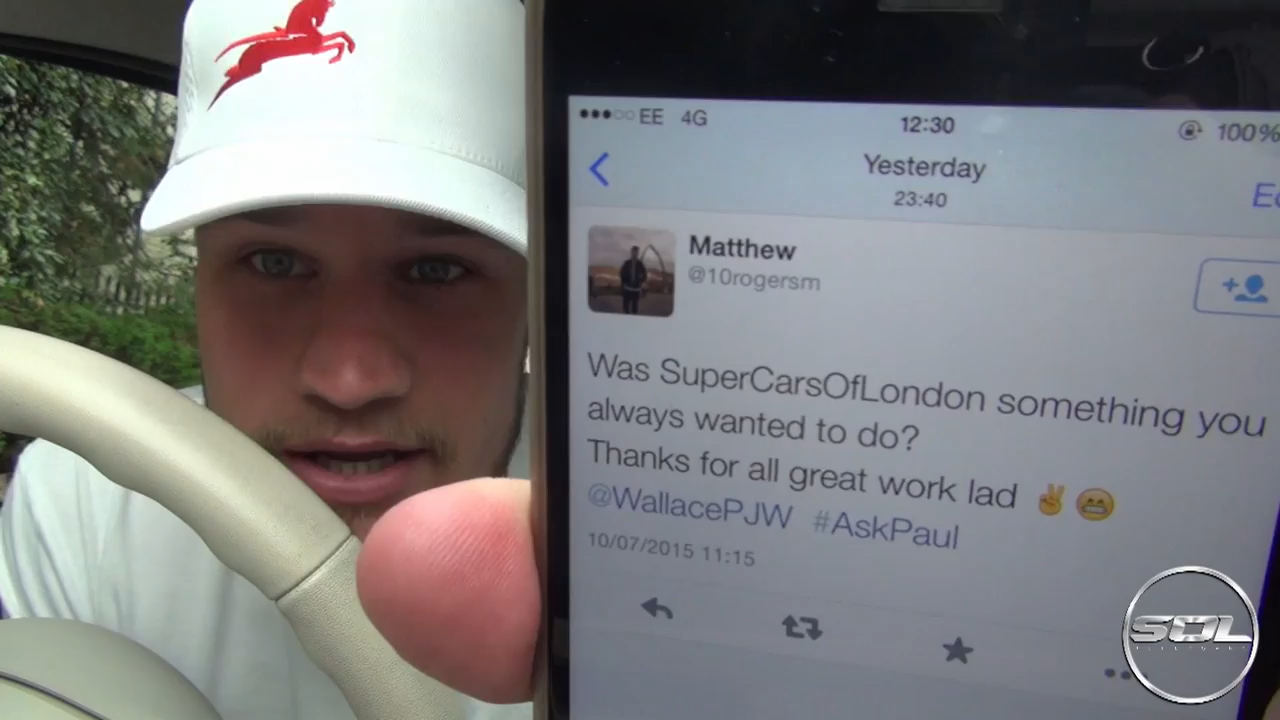 EE 4G 12:30 100%
Yesterday
23:40
Matthew
@10rogersm
Was SuperCarsOfLondon something you
always wanted to do?
Thanks for all great work lad ✌😁
@WallacePJW #AskPaul
10/07/2015 11:15
SOL